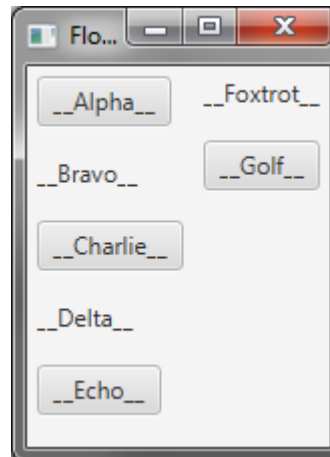 Flo...
__Alpha__
__Bravo__
__Charlie__
__Delta__
__Echo__
__Foxtrot__
__Golf__